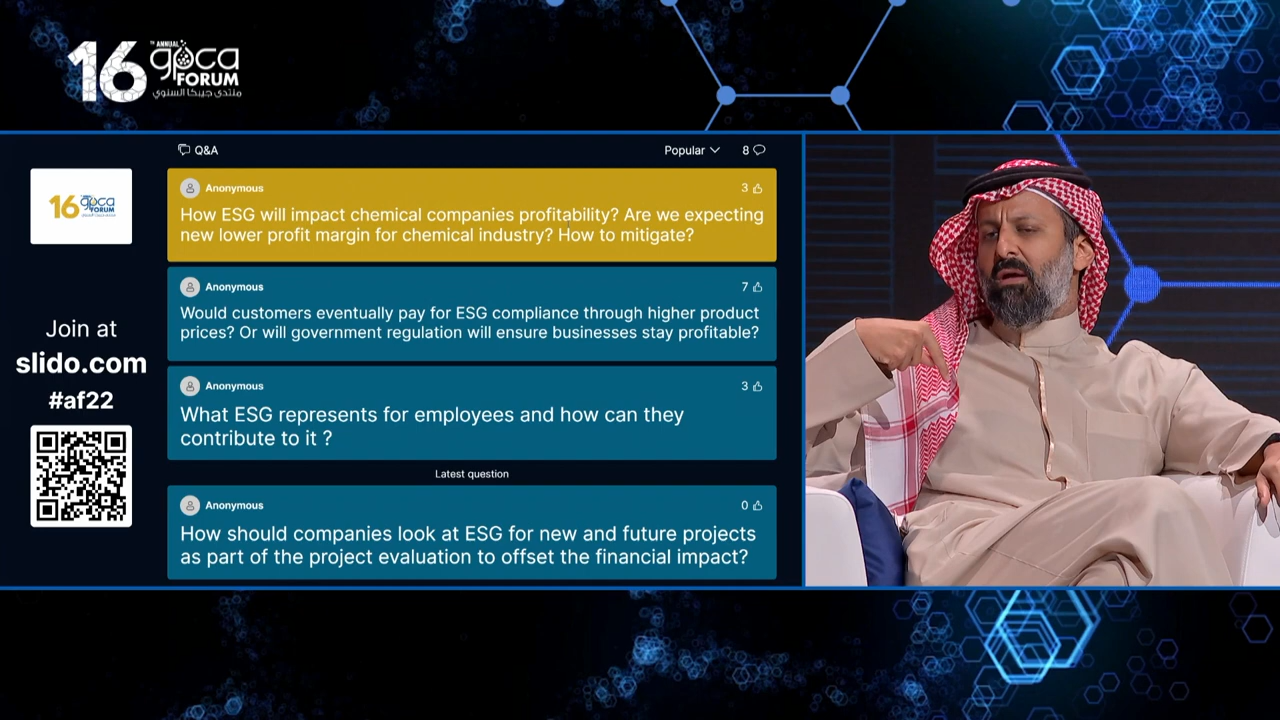 16
TH ANNUAL
gpca
FORUM
منتدى جيبكا السنوي
Q&A
Popular
8
16 gpca
FORUM
Join at
slido.com
#af22
Anonymous
3
How ESG will impact chemical companies profitability? Are we expecting
new lower profit margin for chemical industry? How to mitigate?
Anonymous
7
Would customers eventually pay for ESG compliance through higher product
prices? Or will government regulation will ensure businesses stay profitable?
Anonymous
3
What ESG represents for employees and how can they
contribute to it ?
Latest question
Anonymous
0
How should companies look at ESG for new and future projects
as part of the project evaluation to offset the financial impact?